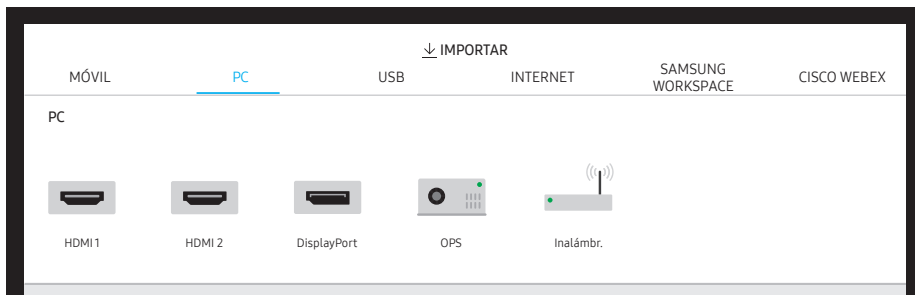 IMPORTAR
MÓVIL PC USB INTERNET SAMSUNG WORKSPACE CISCO WEBEX
PC
HDMI 1 HDMI 2 DisplayPort OPS Inalámbr.